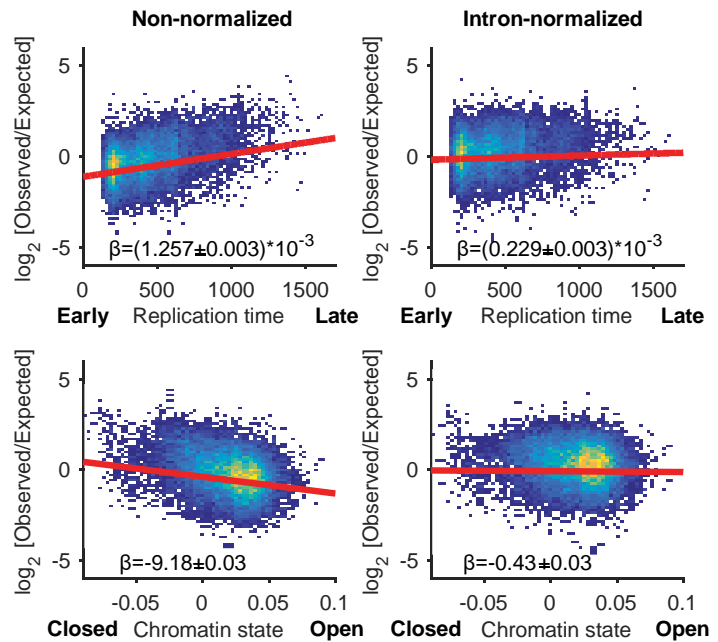 Non-normalized
Intron-normalized
log2 [Observed/Expected]
5
0
-5
β=(1.257±0.003)*10-3
0 500 1000 1500
Early Replication time Late
log2 [Observed/Expected]
5
0
-5
β=(0.229±0.003)*10-3
0 500 1000 1500
Early Replication time Late
log2 [Observed/Expected]
5
0
-5
β=-9.18±0.03
-0.05 0 0.05 0.1
Closed Chromatin state Open
log2 [Observed/Expected]
5
0
-5
β=-0.43±0.03
-0.05 0 0.05 0.1
Closed Chromatin state Open